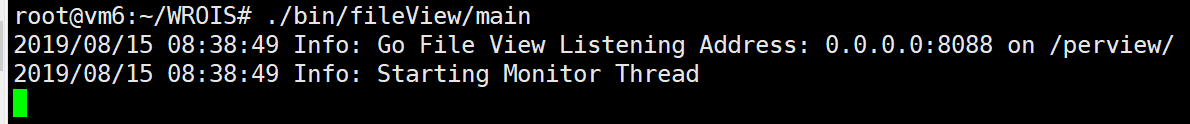 root@vm6:~/WROIS# ./bin/fileView/main
2019/08/15 08:38:49 Info: Go File View Listening Address: 0.0.0.0:8088 on /perview/
2019/08/15 08:38:49 Info: Starting Monitor Thread